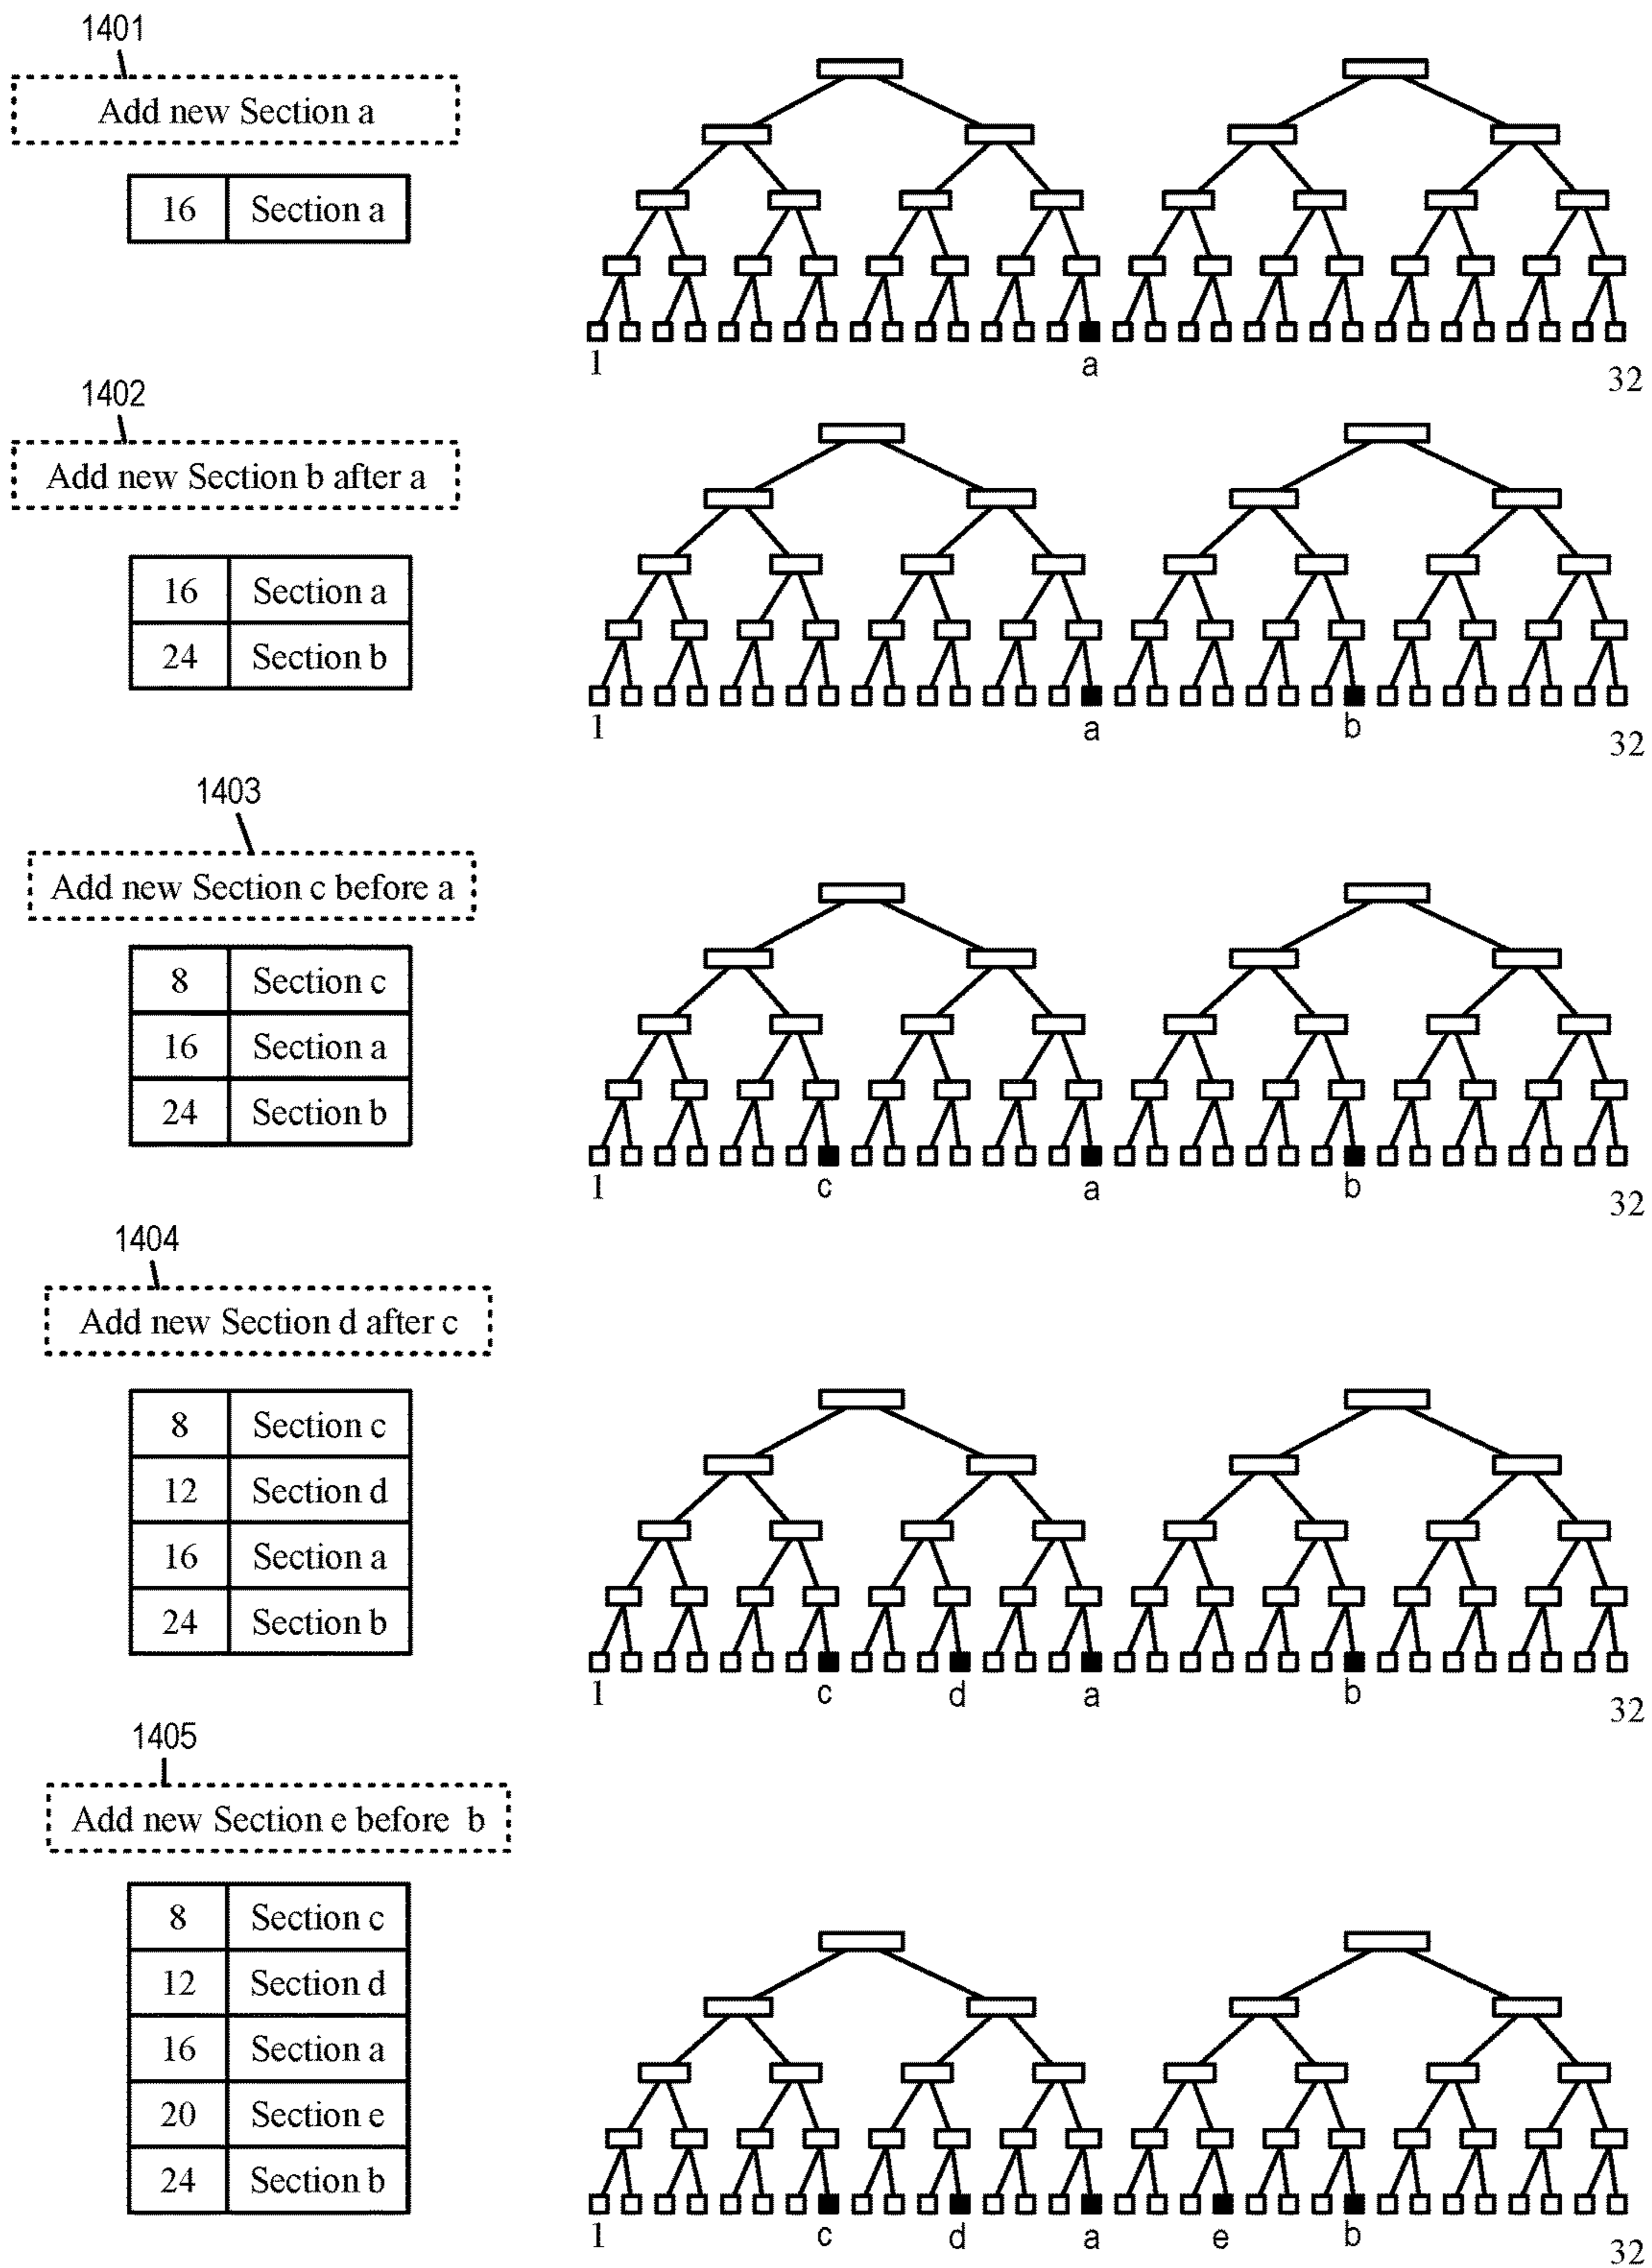 1401
Add new Section a
16 Section a
1 a 32
1402
Add new Section b after a
16 Section a
24 Section b
1 a b 32
1403
Add new Section c before a
8 Section c
16 Section a
24 Section b
1 c a b 32
1404
Add new Section d after c
8 Section c
12 Section d
16 Section a
24 Section b
1 c d a b 32
1405
Add new Section e before b
8 Section c
12 Section d
16 Section a
20 Section e
24 Section b
1 c d a e b 32